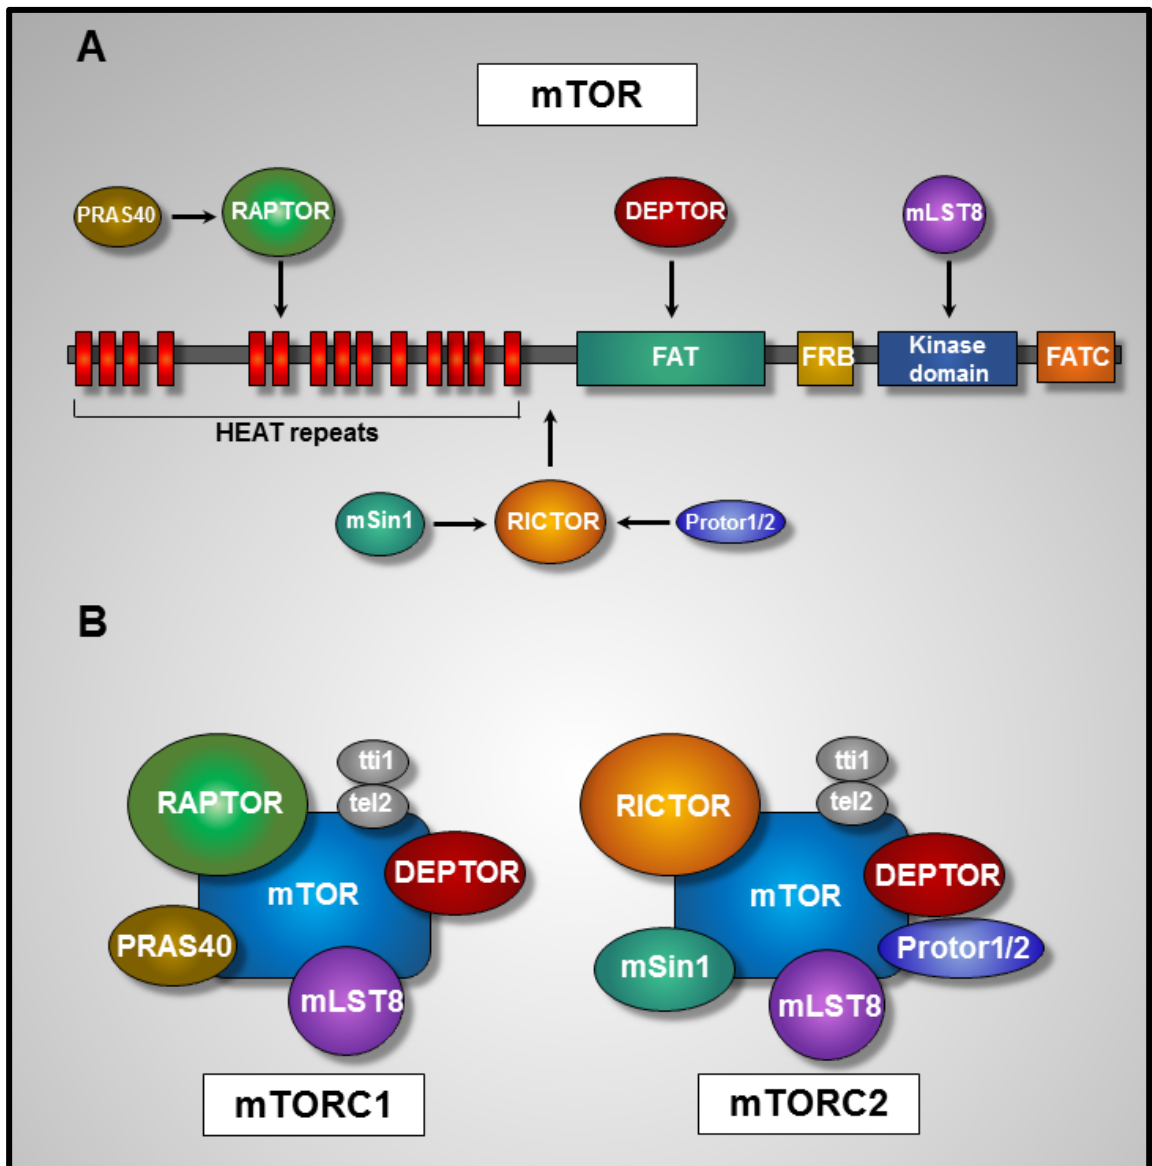 A
mTOR
PRAS40
RAPTOR
DEPTOR
mLST8
FAT
FRB
Kinase
domain
FATC
HEAT repeats
mSin1
RICTOR
Protor1/2
B
RAPTOR
tti1
tel2
DEPTOR
mTOR
PRAS40
mLST8
mTORC1
RICTOR
tti1
tel2
DEPTOR
mTOR
Protor1/2
mSin1
mLST8
mTORC2